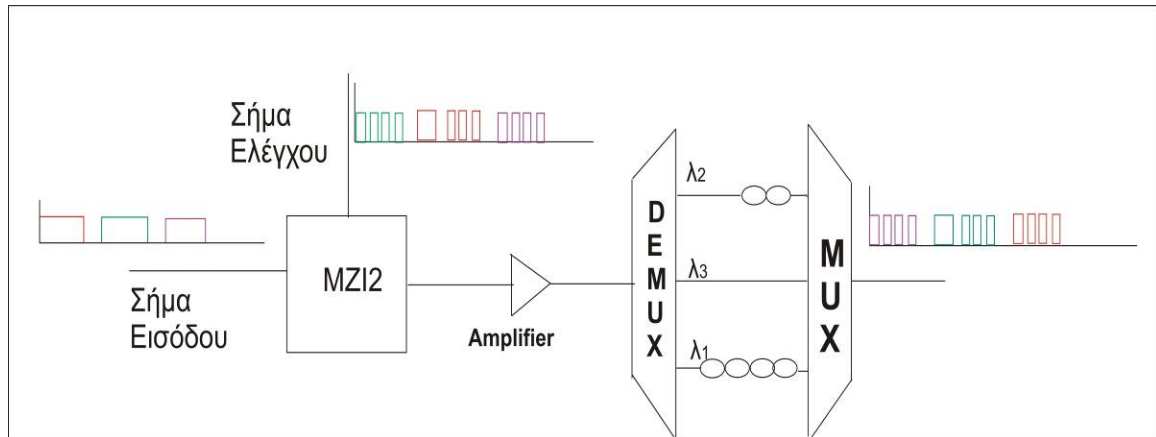 Σήμα
Ελέγχου
Σήμα
Εισόδου
MZI2
Amplifier
DEMUX
λ2
λ3
λ1
MUX